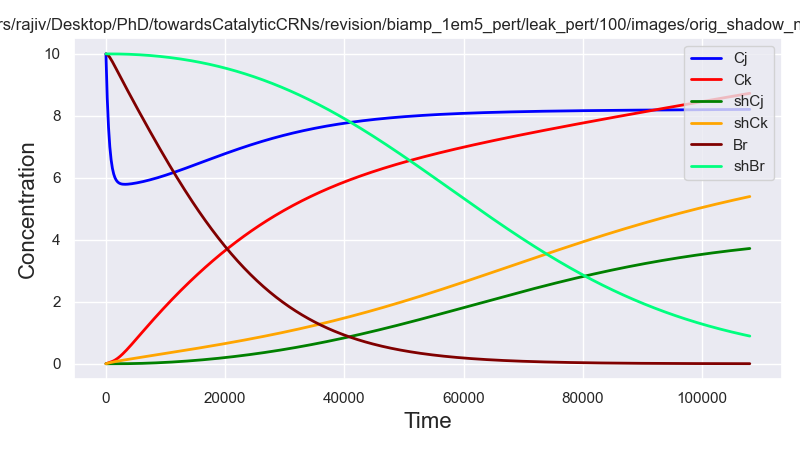 rs/rajiv/Desktop/PhD/towardsCatalyticCRNs/revision/biamp_1em5_pert/leak_pert/100/images/orig_shadow_n
Concentration
10
8
6
4
2
0
0 20000 40000 60000 80000 100000
Time
Cj
Ck
shCj
shCk
Br
shBr